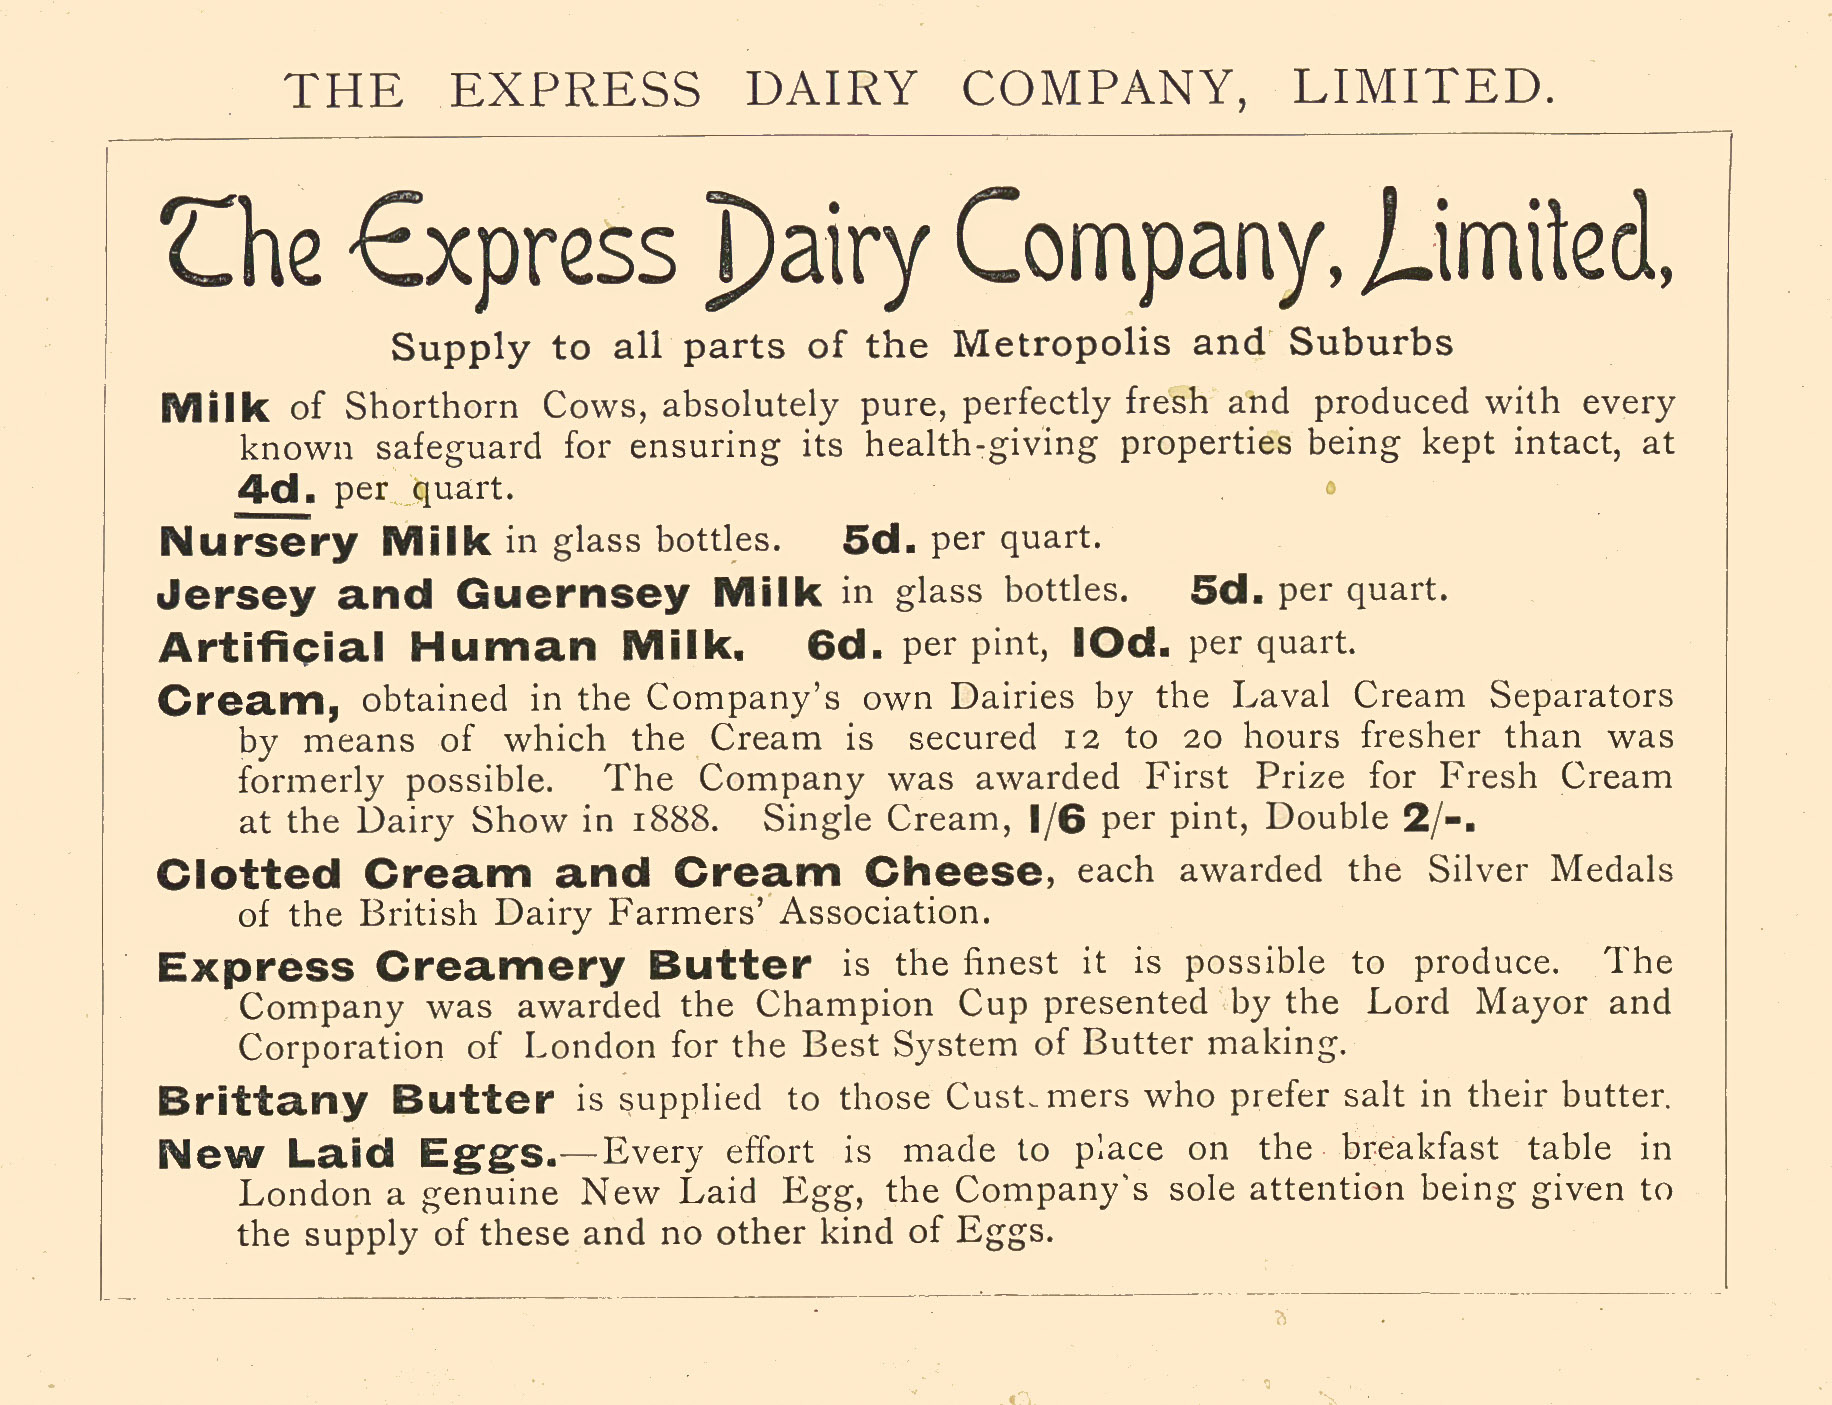 THE EXPRESS DAIRY COMPANY, LIMITED.
The Express Dairy Company, Limited,
Supply to all parts of the Metropolis and Suburbs
Milk of Shorthorn Cows, absolutely pure, perfectly fresh and produced with every
known safeguard for ensuring its health-giving properties being kept intact, at
4d. per quart.
Nursery Milk in glass bottles. 5d. per quart.
Jersey and Guernsey Milk in glass bottles. 5d. per quart.
Artificial Human Milk. 6d. per pint, 10d. per quart.
Cream, obtained in the Company's own Dairies by the Laval Cream Separators
by means of which the Cream is secured 12 to 20 hours fresher than was
formerly possible. The Company was awarded First Prize for Fresh Cream
at the Dairy Show in 1888. Single Cream, 1/6 per pint, Double 2/-.
Clotted Cream and Cream Cheese, each awarded the Silver Medals
of the British Dairy Farmers' Association.
Express Creamery Butter is the finest it is possible to produce. The
Company was awarded the Champion Cup presented by the Lord Mayor and
Corporation of London for the Best System of Butter making.
Brittany Butter is supplied to those Customers who prefer salt in their butter.
New Laid Eggs.—Every effort is made to place on the breakfast table in
London a genuine New Laid Egg, the Company's sole attention being given to
the supply of these and no other kind of Eggs.